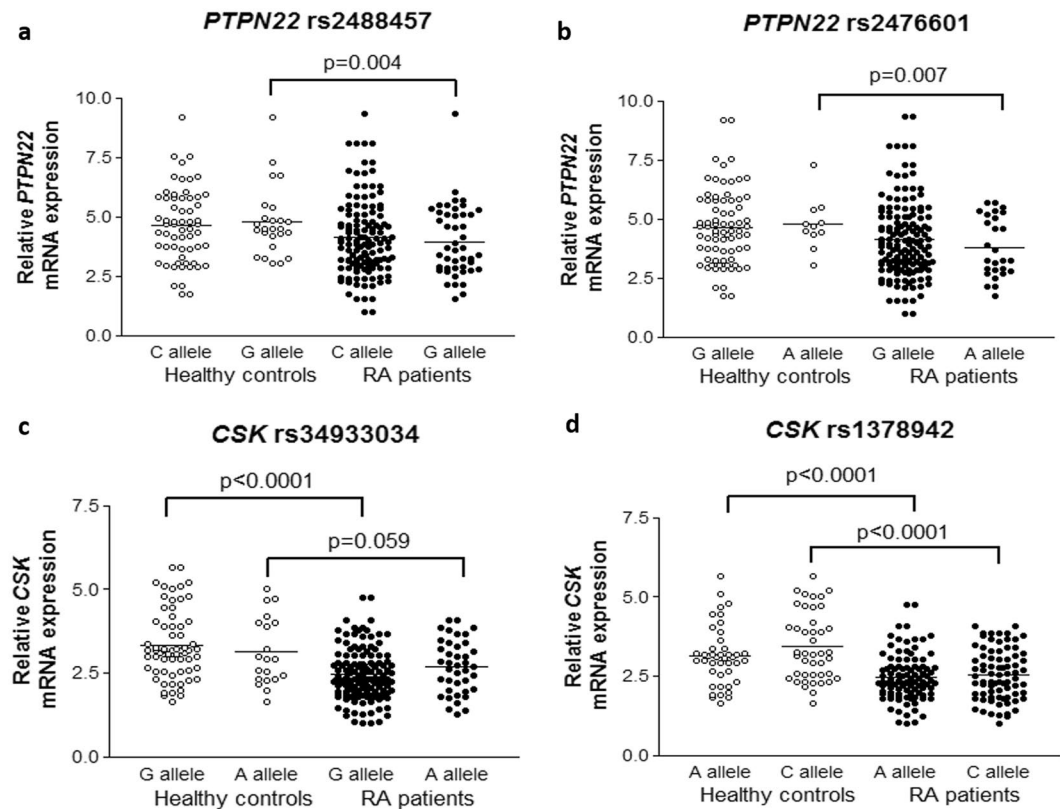 a
PTPN22 rs2488457
p=0.004
Relative PTPN22
mRNA expression
10.0
7.5
5.0
2.5
0.0
C allele G allele C allele G allele
Healthy controls RA patients
b
PTPN22 rs2476601
p=0.007
Relative PTPN22
mRNA expression
10.0
7.5
5.0
2.5
0.0
G allele A allele G allele A allele
Healthy controls RA patients
c
CSK rs34933034
p<0.0001
p=0.059
Relative CSK
mRNA expression
7.5
5.0
2.5
0.0
G allele A allele G allele A allele
Healthy controls RA patients
d
CSK rs1378942
p<0.0001
p<0.0001
Relative CSK
mRNA expression
7.5
5.0
2.5
0.0
A allele C allele A allele C allele
Healthy controls RA patients